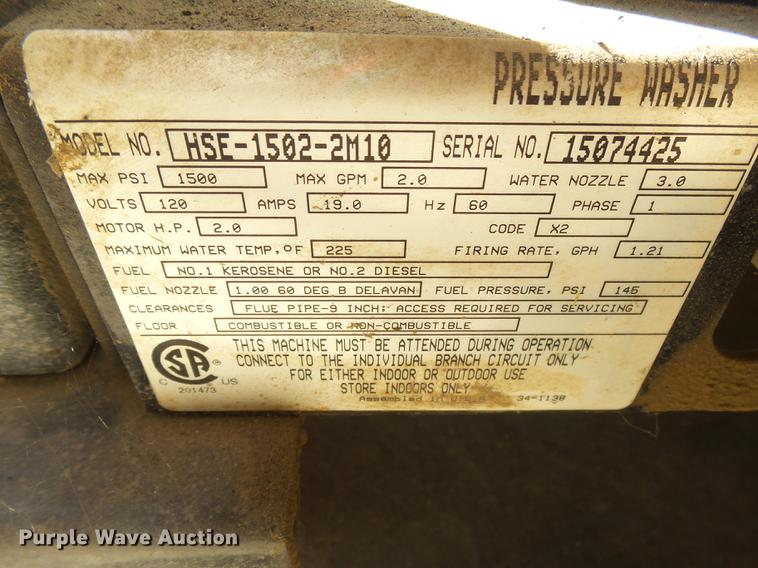 PRESSURE WASHER
MODEL NO. HSE-1502-2M10 SERIAL NO. 15074425
MAX PSI 1500 MAX GPM 2.0 WATER NOZZLE 3.0
VOLTS 120 AMPS 19.0 Hz 60 PHASE 1
MOTOR H.P. 2.0 CODE X2
MAXIMUM WATER TEMP,°F 225 FIRING RATE, GPH 1.21
FUEL NO.1 KEROSENE OR NO.2 DIESEL
FUEL NOZZLE 1.00 60 DEG.B DELAVAN FUEL PRESSURE, PSI 145
CLEARANCES FLUE PIPE-9 INCH; ACCESS REQUIRED FOR SERVICING
FLOOR COMBUSTIBLE OR NON-COMBUSTIBLE
THIS MACHINE MUST BE ATTENDED DURING OPERATION
CONNECT TO THE INDIVIDUAL BRANCH CIRCUIT ONLY
FOR EITHER INDOOR OR OUTDOOR USE
STORE INDOORS ONLY
Assembled in U.S.A. 34-1138
CSA ®
C US
201473
Purple Wave Auction